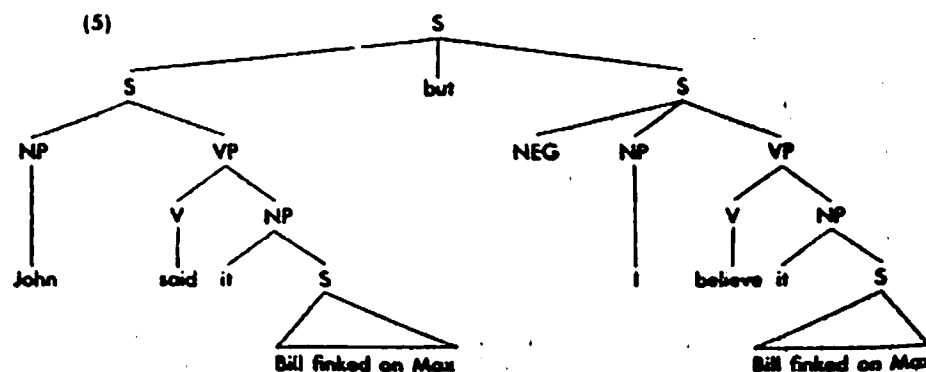 (5) S
S but S
NP VP NEG NP VP
V NP V NP
John said it S I believe it S
Bill finked on Max Bill finked on Max